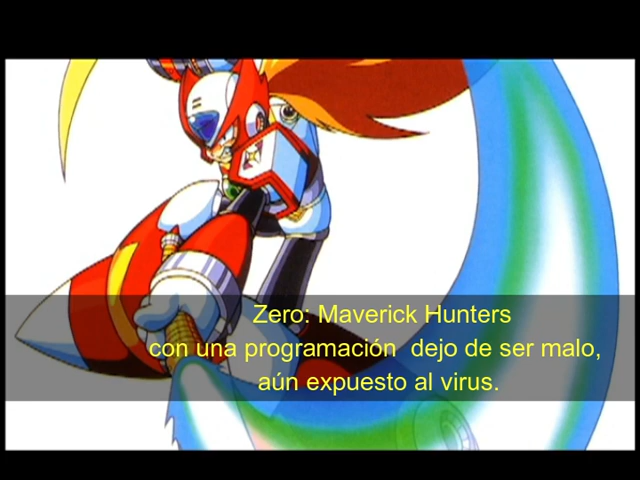 Zero: Maverick Hunters
con una programación  dejo de ser malo,
aún expuesto al virus.